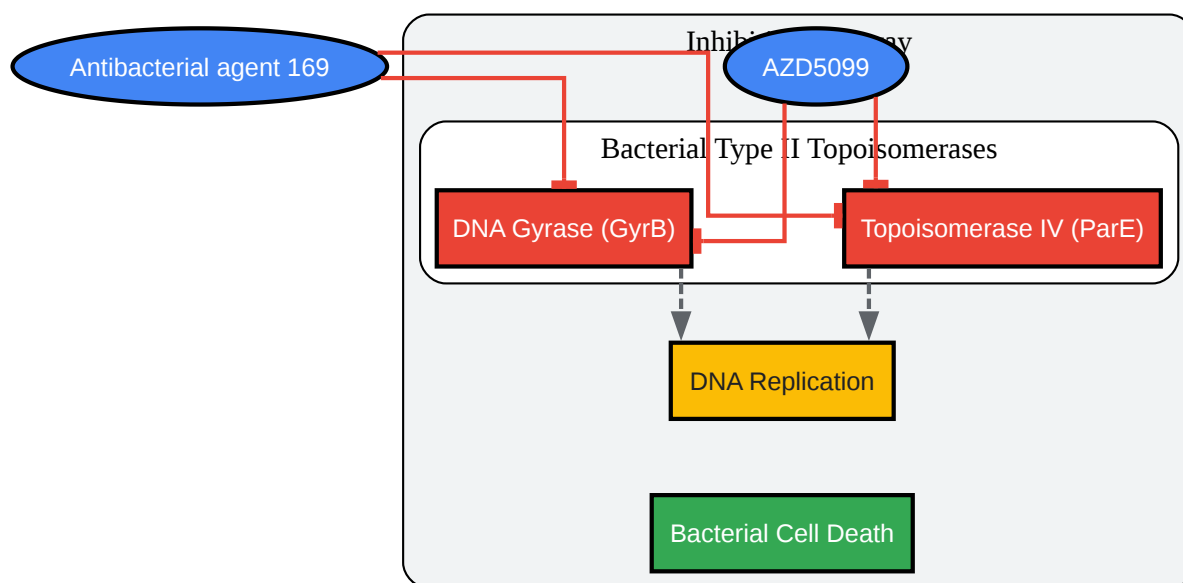 Antibacterial agent 169
AZD5099
Bacterial Type II Topoisomerases
DNA Gyrase (GyrB)
Topoisomerase IV (ParE)
DNA Replication
Bacterial Cell Death